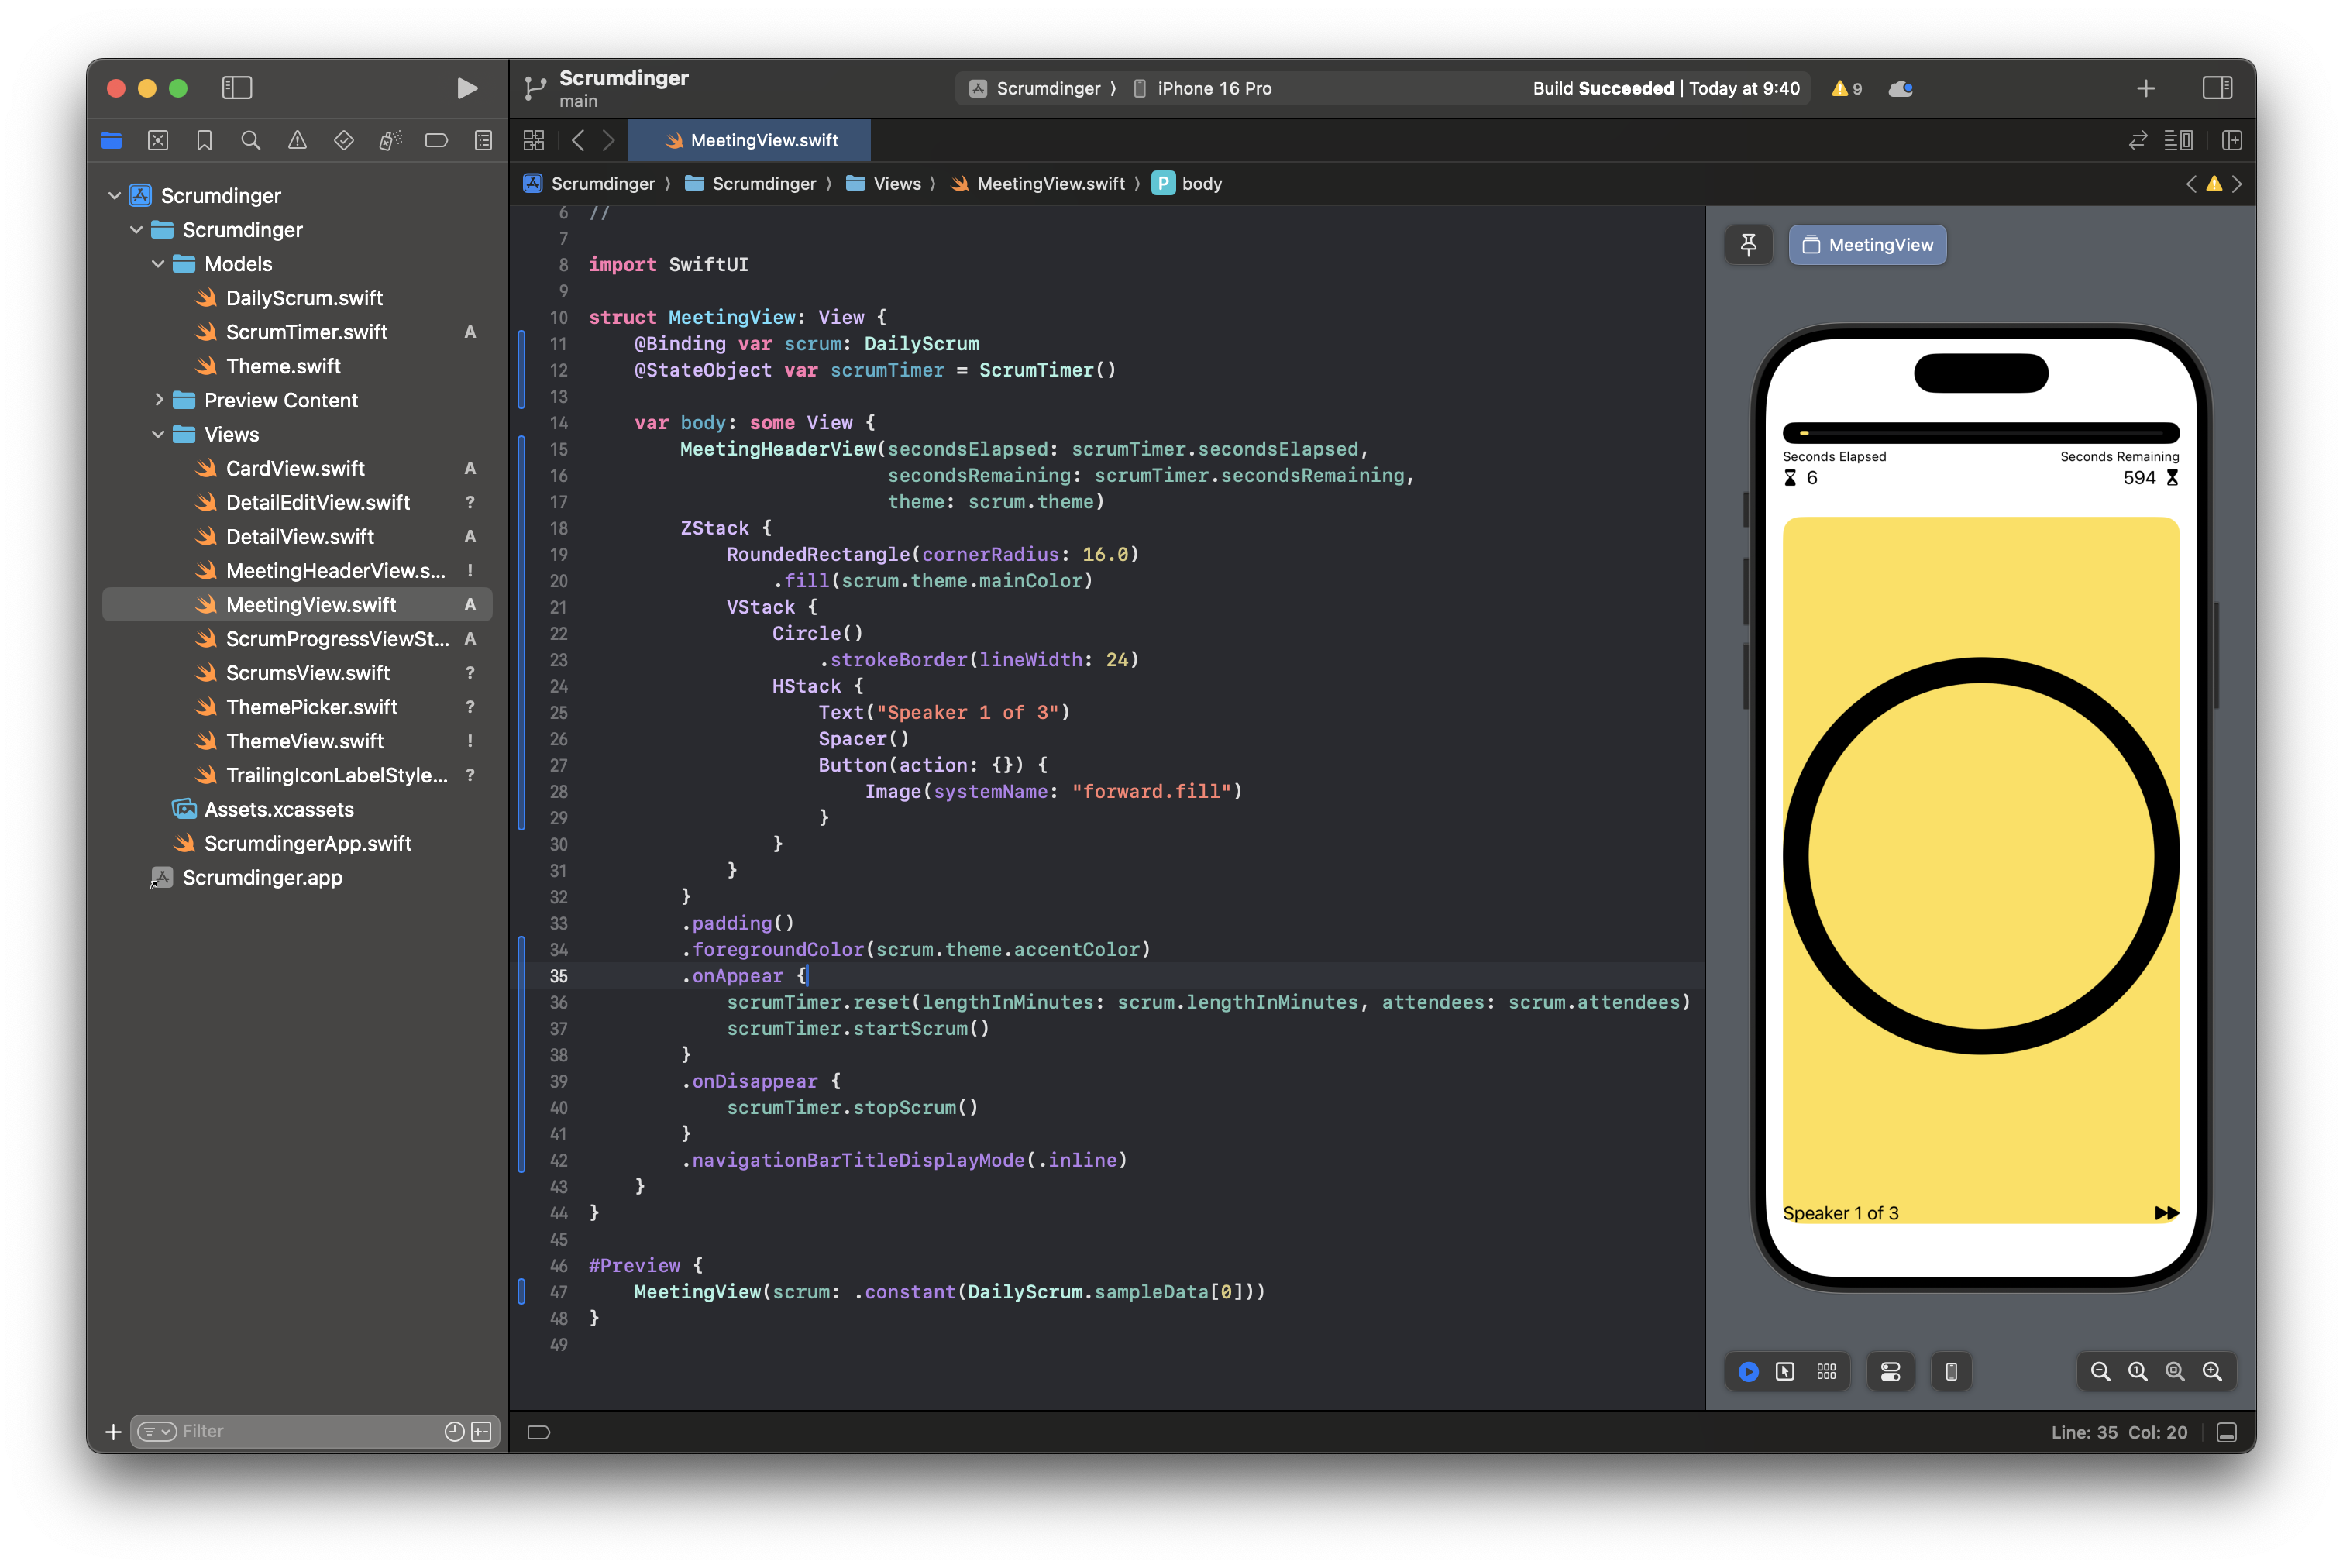 Scrumdinger
main
Scrumdinger 〉 iPhone 16 Pro
Build Succeeded | Today at 9:40
9
MeetingView.swift
Scrumdinger 〉 Scrumdinger 〉 Views 〉 MeetingView.swift 〉 P body
Scrumdinger
Scrumdinger
Models
DailyScrum.swift
ScrumTimer.swift A
Theme.swift
Preview Content
Views
CardView.swift A
DetailEditView.swift ?
DetailView.swift A
MeetingHeaderView.s... !
MeetingView.swift A
ScrumProgressViewSt... A
ScrumsView.swift ?
ThemePicker.swift ?
ThemeView.swift !
TrailingIconLabelStyle... ?
Assets.xcassets
ScrumdingerApp.swift
Scrumdinger.app
Filter
6 //
7
8 import SwiftUI
9
10 struct MeetingView: View {
11     @Binding var scrum: DailyScrum
12     @StateObject var scrumTimer = ScrumTimer()
13
14     var body: some View {
15         MeetingHeaderView(secondsElapsed: scrumTimer.secondsElapsed,
16                           secondsRemaining: scrumTimer.secondsRemaining,
17                           theme: scrum.theme)
18         ZStack {
19             RoundedRectangle(cornerRadius: 16.0)
20                 .fill(scrum.theme.mainColor)
21             VStack {
22                 Circle()
23                     .strokeBorder(lineWidth: 24)
24                 HStack {
25                     Text("Speaker 1 of 3")
26                     Spacer()
27                     Button(action: {}) {
28                         Image(systemName: "forward.fill")
29                     }
30                 }
31             }
32         }
33         .padding()
34         .foregroundColor(scrum.theme.accentColor)
35         .onAppear {
36             scrumTimer.reset(lengthInMinutes: scrum.lengthInMinutes, attendees: scrum.attendees)
37             scrumTimer.startScrum()
38         }
39         .onDisappear {
40             scrumTimer.stopScrum()
41         }
42         .navigationBarTitleDisplayMode(.inline)
43     }
44 }
45
46 #Preview {
47     MeetingView(scrum: .constant(DailyScrum.sampleData[0]))
48 }
49
MeetingView
Seconds Elapsed Seconds Remaining
6 594
Speaker 1 of 3
Line: 35 Col: 20